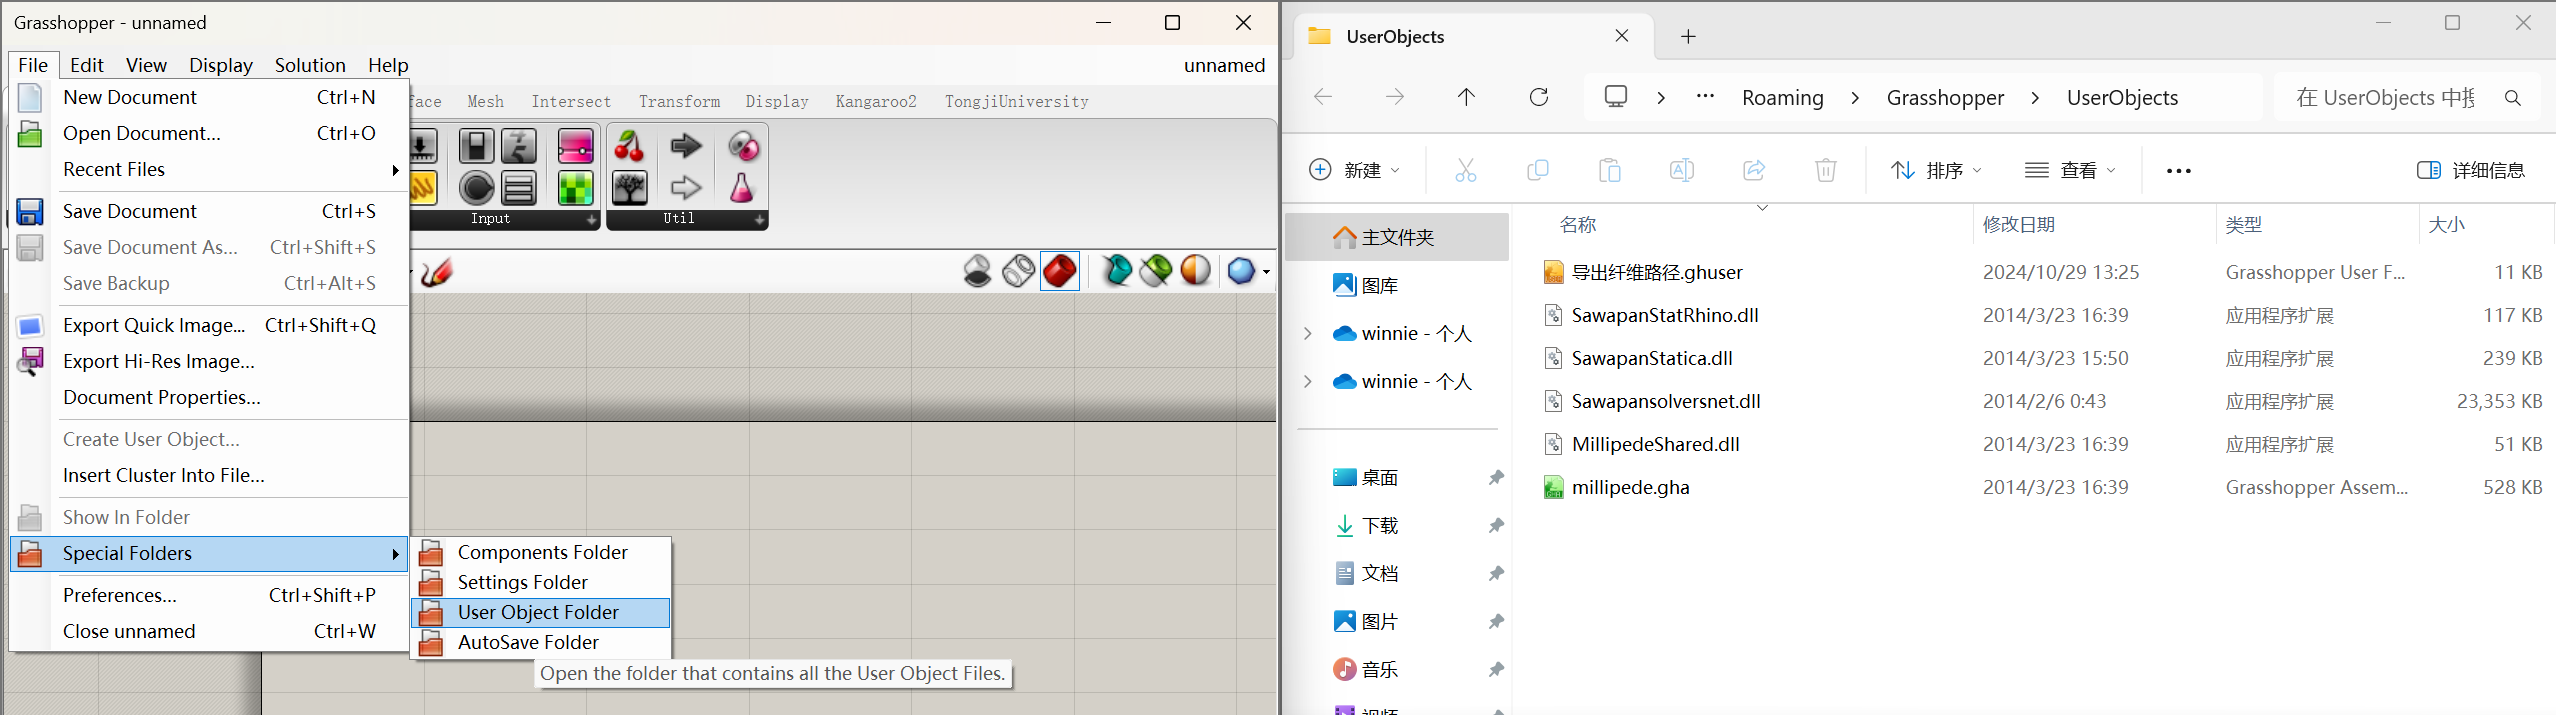 Grasshopper - unnamed
File Edit View Display Solution Help unnamed
New Document Ctrl+N
Open Document... Ctrl+O
Recent Files
Save Document Ctrl+S
Save Document As... Ctrl+Shift+S
Save Backup Ctrl+Alt+S
Export Quick Image... Ctrl+Shift+Q
Export Hi-Res Image...
Document Properties...
Create User Object...
Insert Cluster Into File...
Show In Folder
Special Folders
Preferences... Ctrl+Shift+P
Close unnamed Ctrl+W
face Mesh Intersect Transform Display Kangaroo2 TongjiUniversity
Input Util
Components Folder
Settings Folder
User Object Folder
AutoSave Folder
Open the folder that contains all the User Object Files.
UserObjects
Roaming Grasshopper UserObjects
在 UserObjects 中搜
新建 排序 查看 详细信息
主文件夹
图库
winnie - 个人
winnie - 个人
桌面
下载
文档
图片
音乐
视频
名称 修改日期 类型 大小
导出纤维路径.ghuser 2024/10/29 13:25 Grasshopper User F... 11 KB
SawapanStatRhino.dll 2014/3/23 16:39 应用程序扩展 117 KB
SawapanStatica.dll 2014/3/23 15:50 应用程序扩展 239 KB
Sawapansolversnet.dll 2014/2/6 0:43 应用程序扩展 23,353 KB
MillipedeShared.dll 2014/3/23 16:39 应用程序扩展 51 KB
millipede.gha 2014/3/23 16:39 Grasshopper Assem... 528 KB